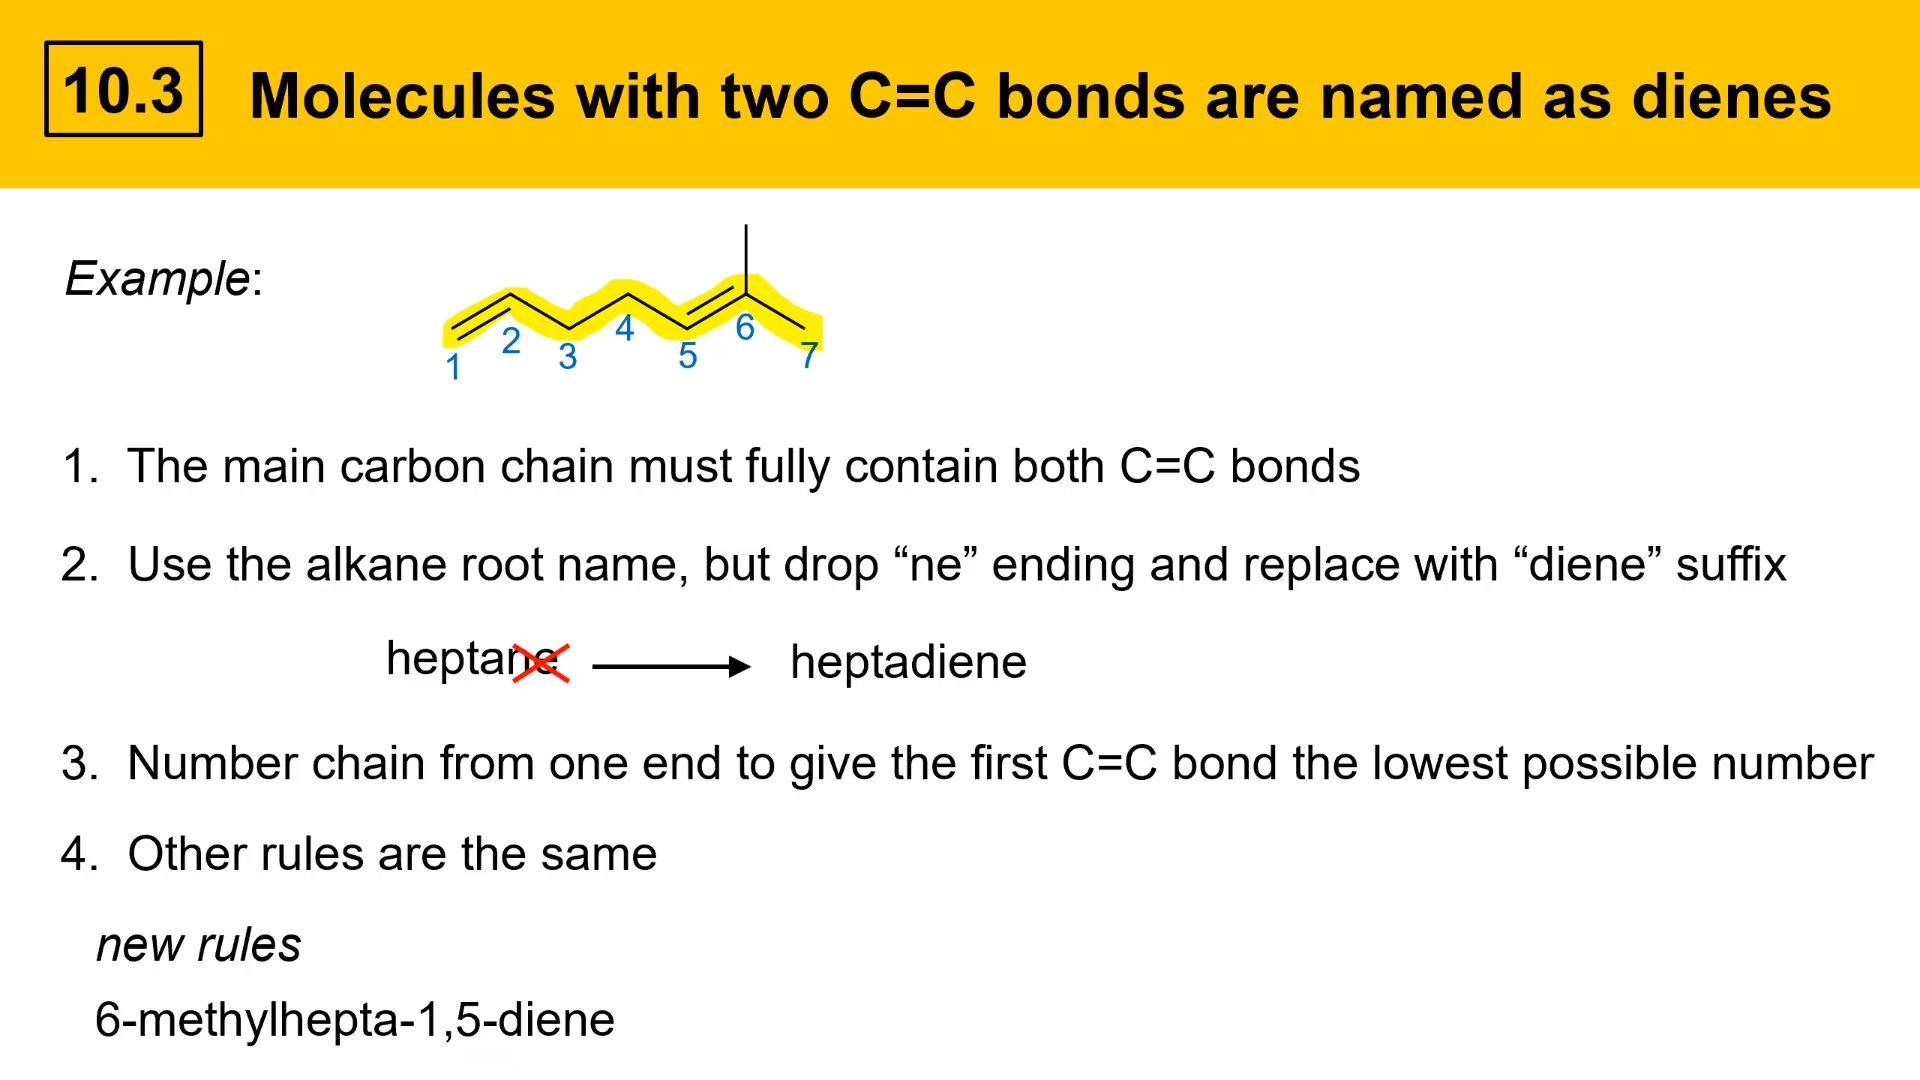 10.3 Molecules with two C=C bonds are named as dienes
Example:
1 2 3 4 5 6 7
1. The main carbon chain must fully contain both C=C bonds
2. Use the alkane root name, but drop “ne” ending and replace with “diene” suffix
heptane heptadiene
3. Number chain from one end to give the first C=C bond the lowest possible number
4. Other rules are the same
new rules
6-methylhepta-1,5-diene